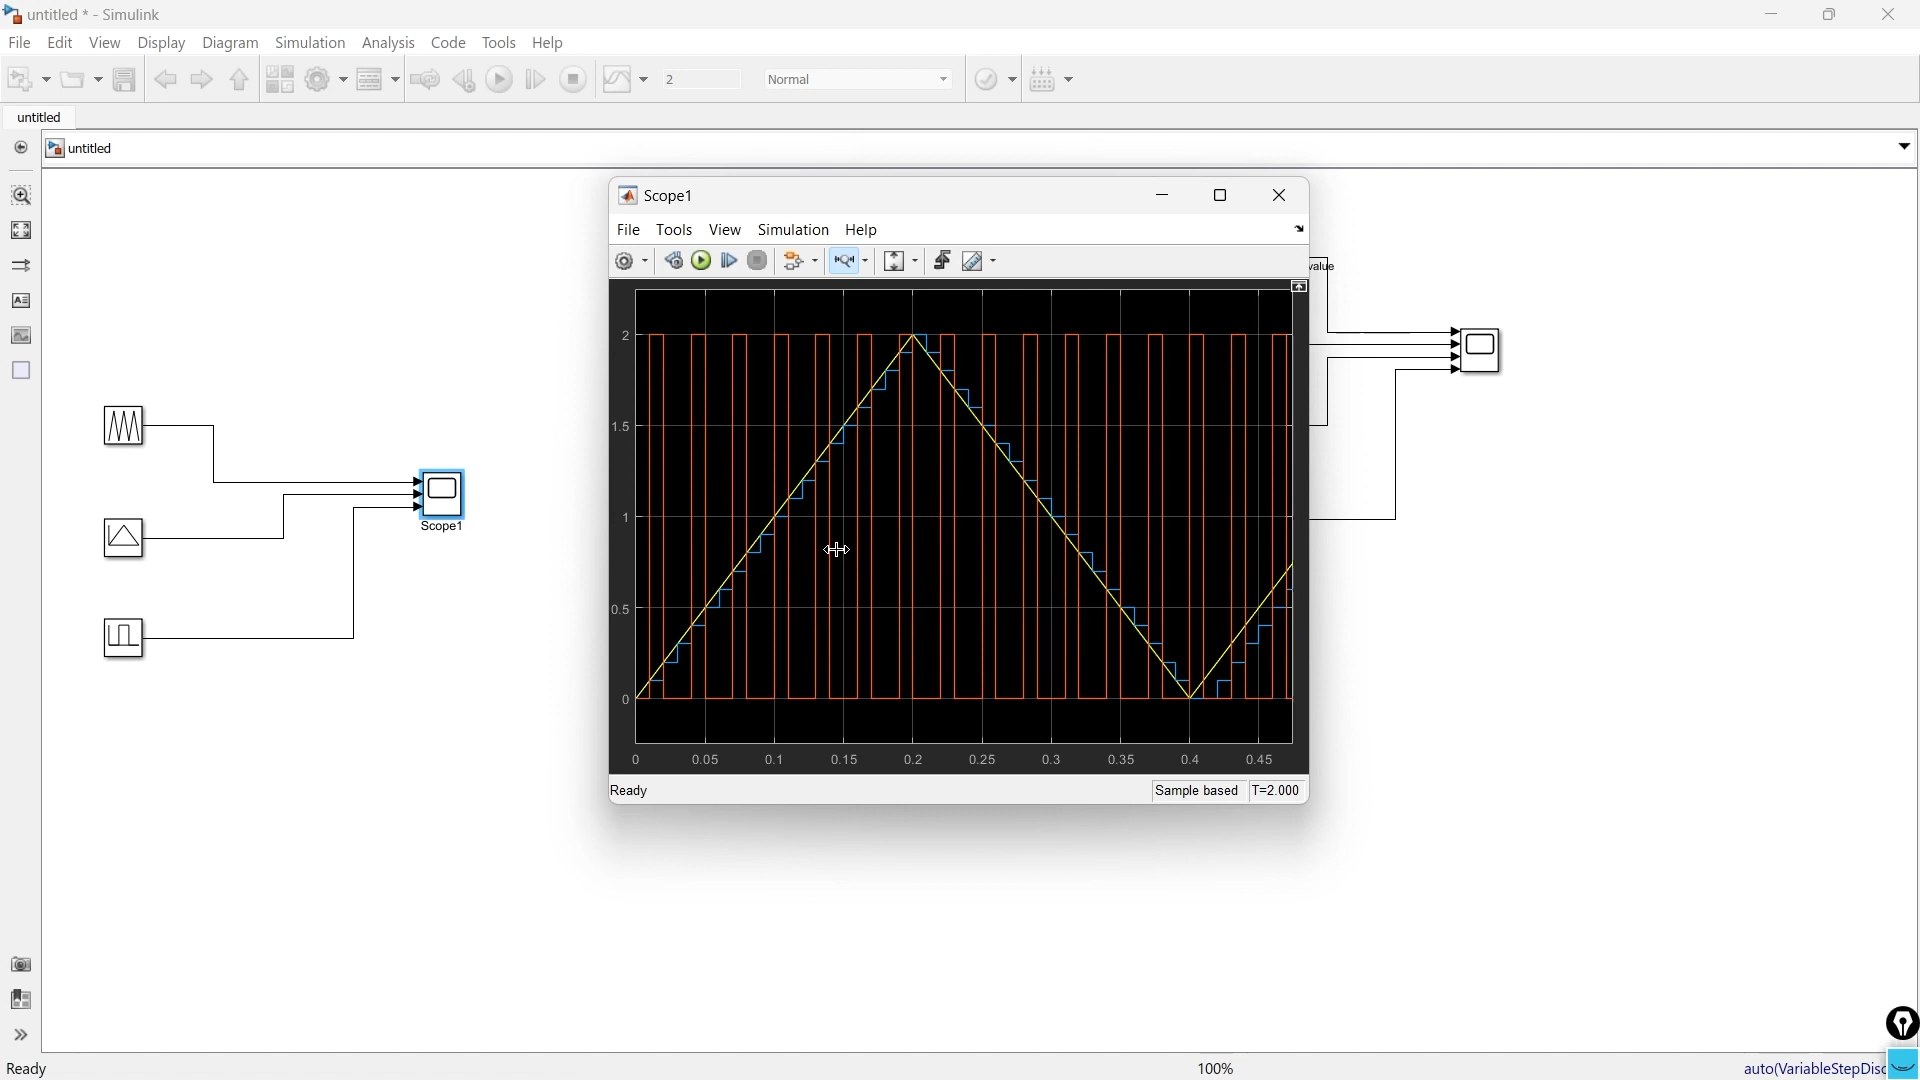 untitled * - Simulink
File Edit View Display Diagram Simulation Analysis Code Tools Help
2 Normal
untitled
untitled
Scope1
File Tools View Simulation Help
value
2
1.5
1
0.5
0
0 0.05 0.1 0.15 0.2 0.25 0.3 0.35 0.4 0.45
Ready Sample based T=2.000
Scope1
Ready 100% auto(VariableStepDisc